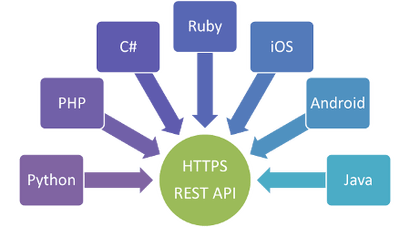 Ruby
C#
iOS
PHP
Android
HTTPS
REST API
Python
Java